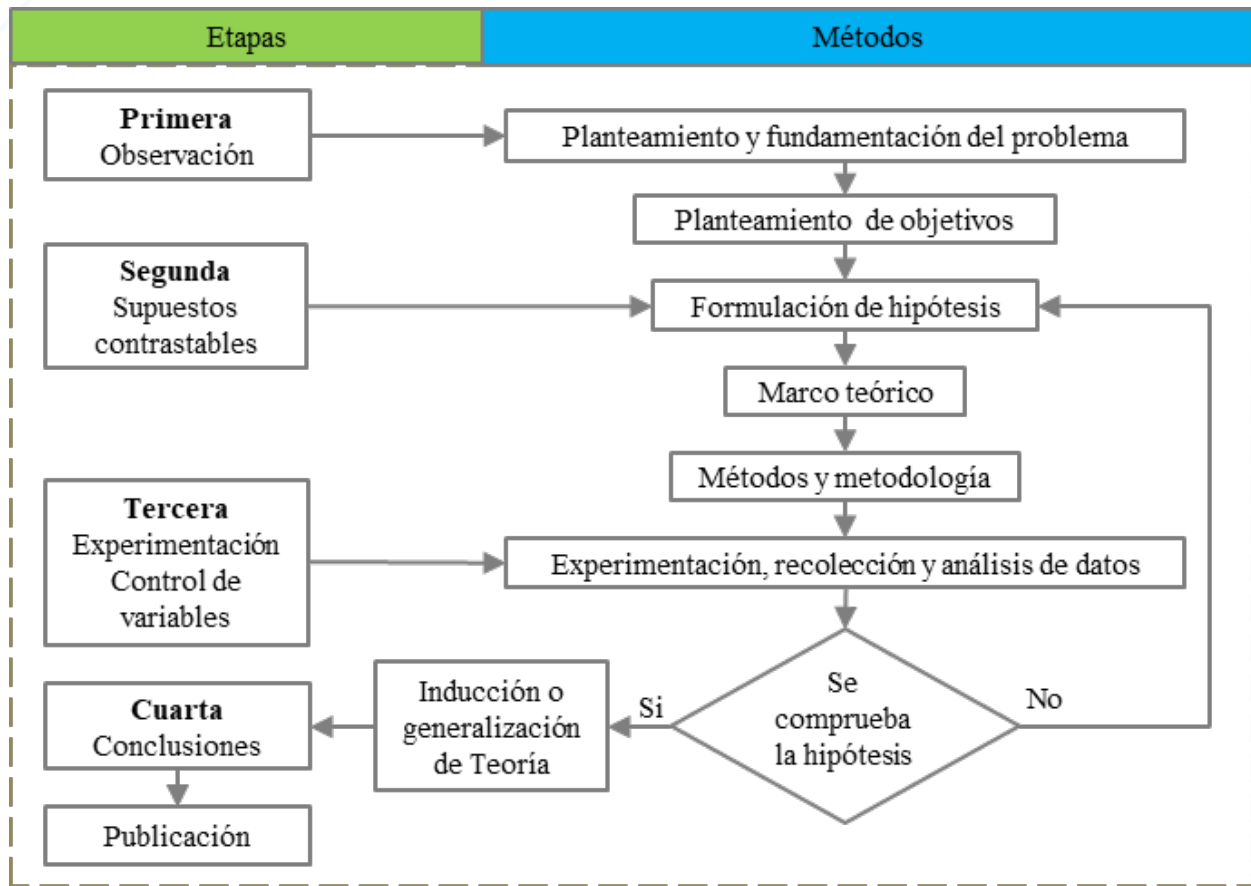 Etapas
Métodos
Primera
Observación
Planteamiento y fundamentación del problema
Planteamiento de objetivos
Segunda
Supuestos
contrastables
Formulación de hipótesis
Marco teórico
Métodos y metodología
Tercera
Experimentación
Control de
variables
Experimentación, recolección y análisis de datos
Se
comprueba
la hipótesis
No
Si
Inducción o
generalización
de Teoría
Cuarta
Conclusiones
Publicación